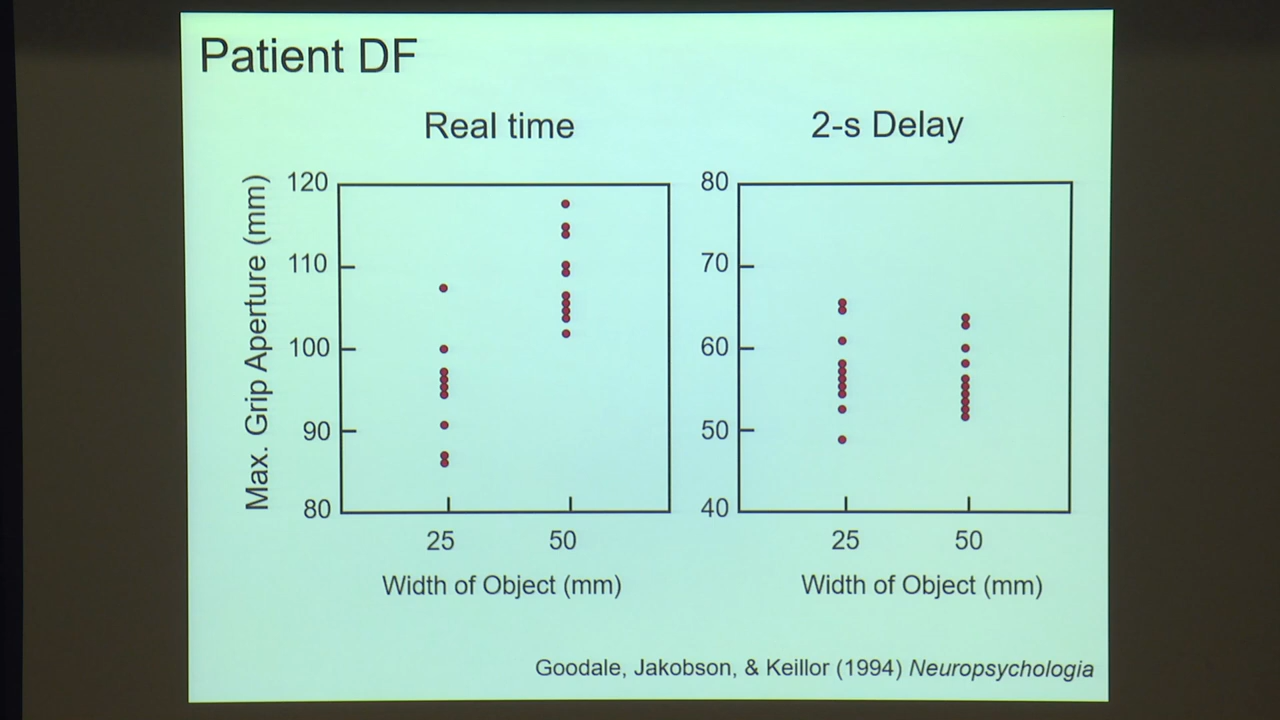 Patient DF
Real time
2-s Delay
Max. Grip Aperture (mm)
120
110
100
90
80
25
50
Width of Object (mm)
80
70
60
50
40
25
50
Width of Object (mm)
Goodale, Jakobson, & Keillor (1994) Neuropsychologia